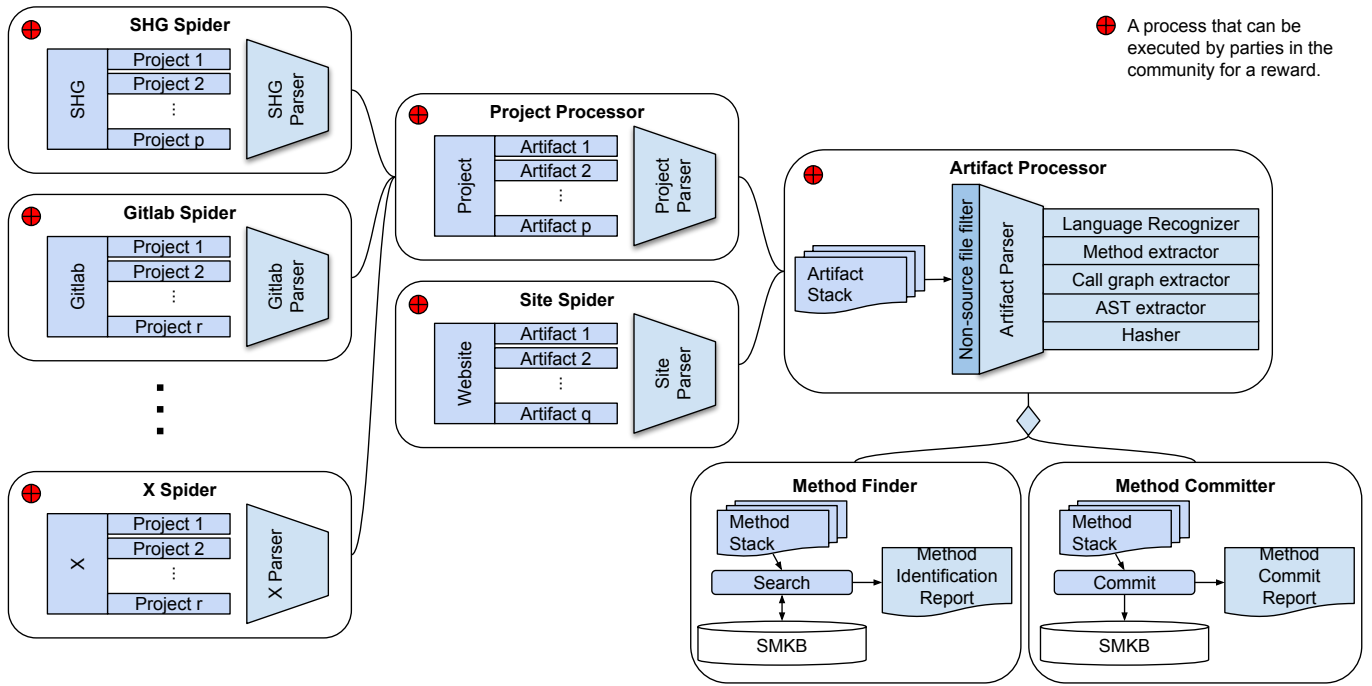 SHG Spider
SHG
Project 1
Project 2
...
Project p
SHG
Parser
A process that can be
executed by parties in the
community for a reward.
Gitlab Spider
Gitlab
Project 1
Project 2
...
Project r
Gitlab
Parser
X Spider
X
Project 1
Project 2
...
Project r
X Parser
Project Processor
Project
Artifact 1
Artifact 2
...
Artifact p
Project
Parser
Site Spider
Website
Artifact 1
Artifact 2
...
Artifact q
Site
Parser
Artifact Processor
Artifact
Stack
Non-source file filter
Artifact Parser
Language Recognizer
Method extractor
Call graph extractor
AST extractor
Hasher
Method Finder
Method
Stack
Search
SMKB
Method
Identification
Report
Method Committer
Method
Stack
Commit
SMKB
Method
Commit
Report